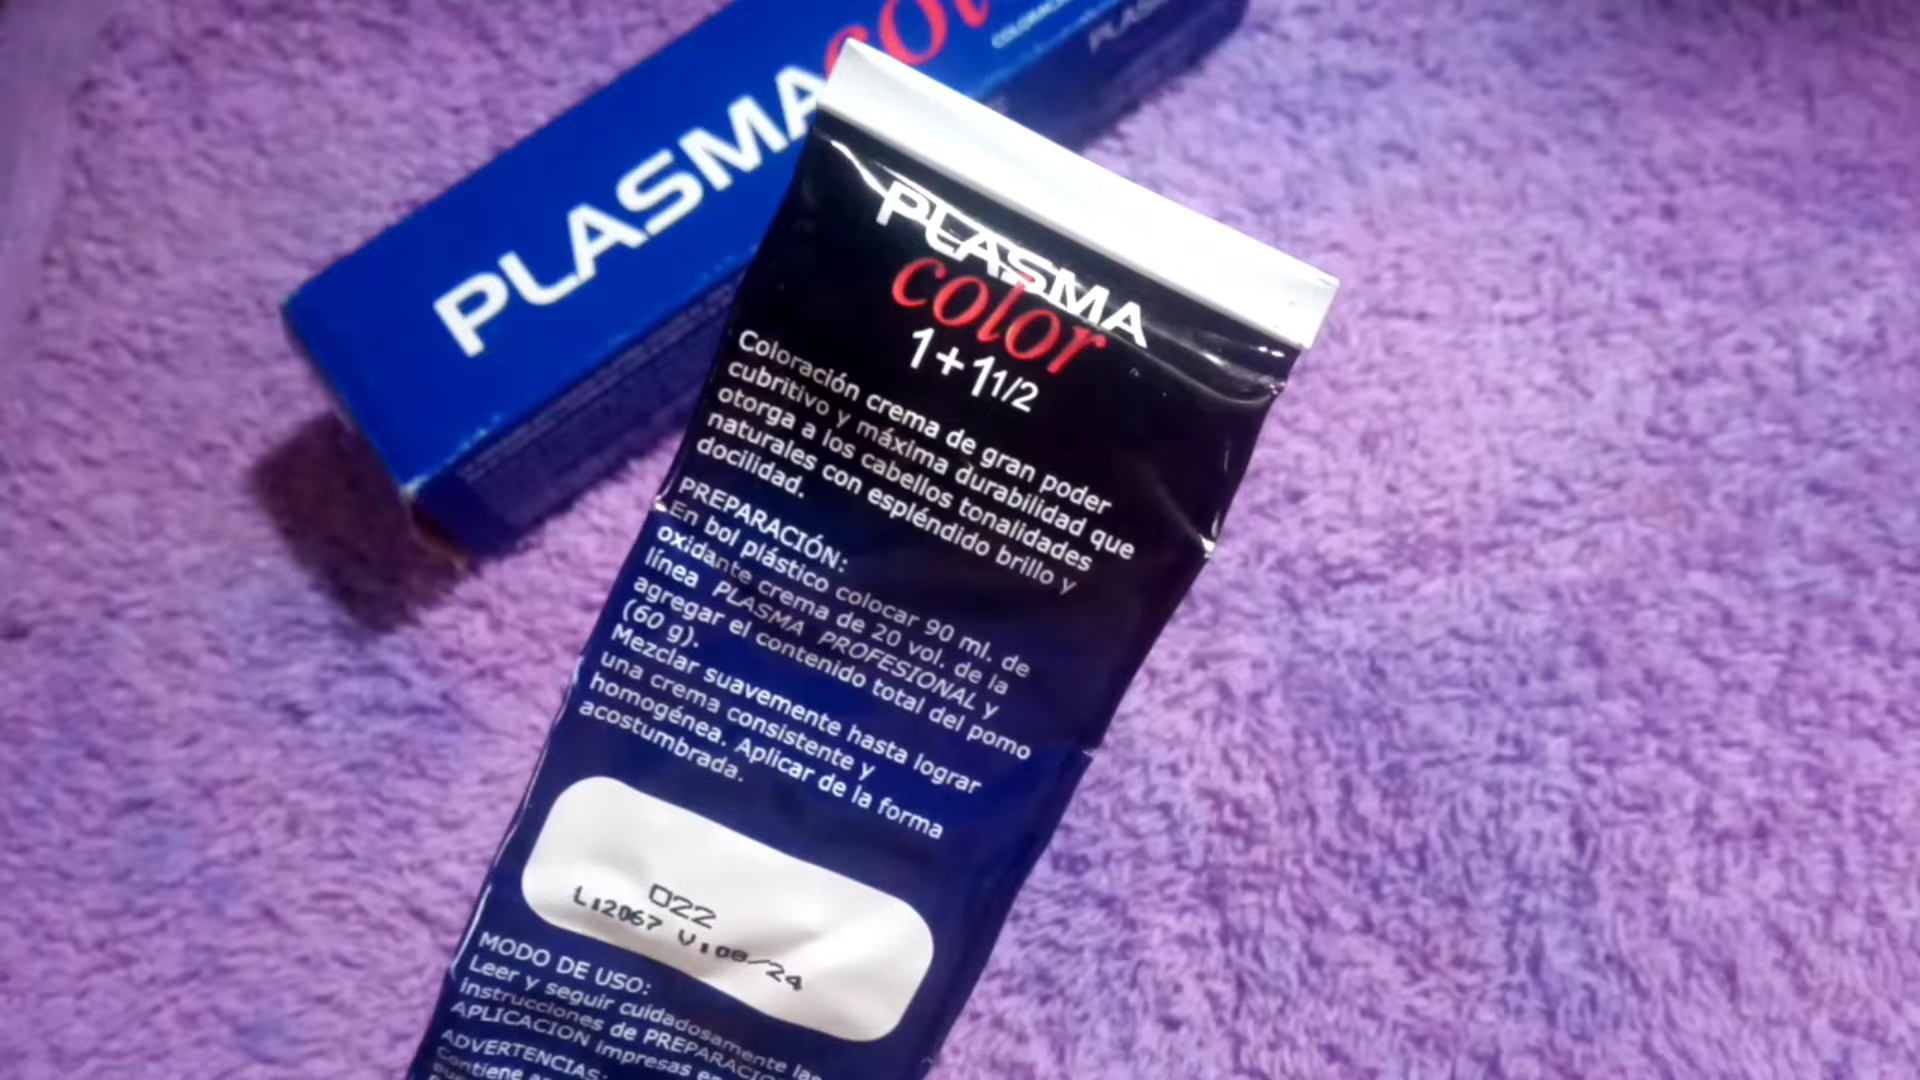 PLASMA
color
PLASMA
color
1+1 1/2
Coloración crema de gran poder
cubritivo y máxima durabilidad que
otorga a los cabellos tonalidades
naturales con espléndido brillo y
docilidad.
PREPARACIÓN:
En bol plástico colocar 90 ml. de
oxidante crema de 20 vol. de la
línea PLASMA PROFESIONAL y
agregar el contenido total del pomo
(60 g).
Mezclar suavemente hasta lograr
una crema consistente y
homogénea. Aplicar de la forma
acostumbrada.
022
L:2067 V:08/24
MODO DE USO:
Leer y seguir cuidadosamente las
instrucciones de PREPARACIÓ
APLICACION impresas en
ADVERTENCIAS: